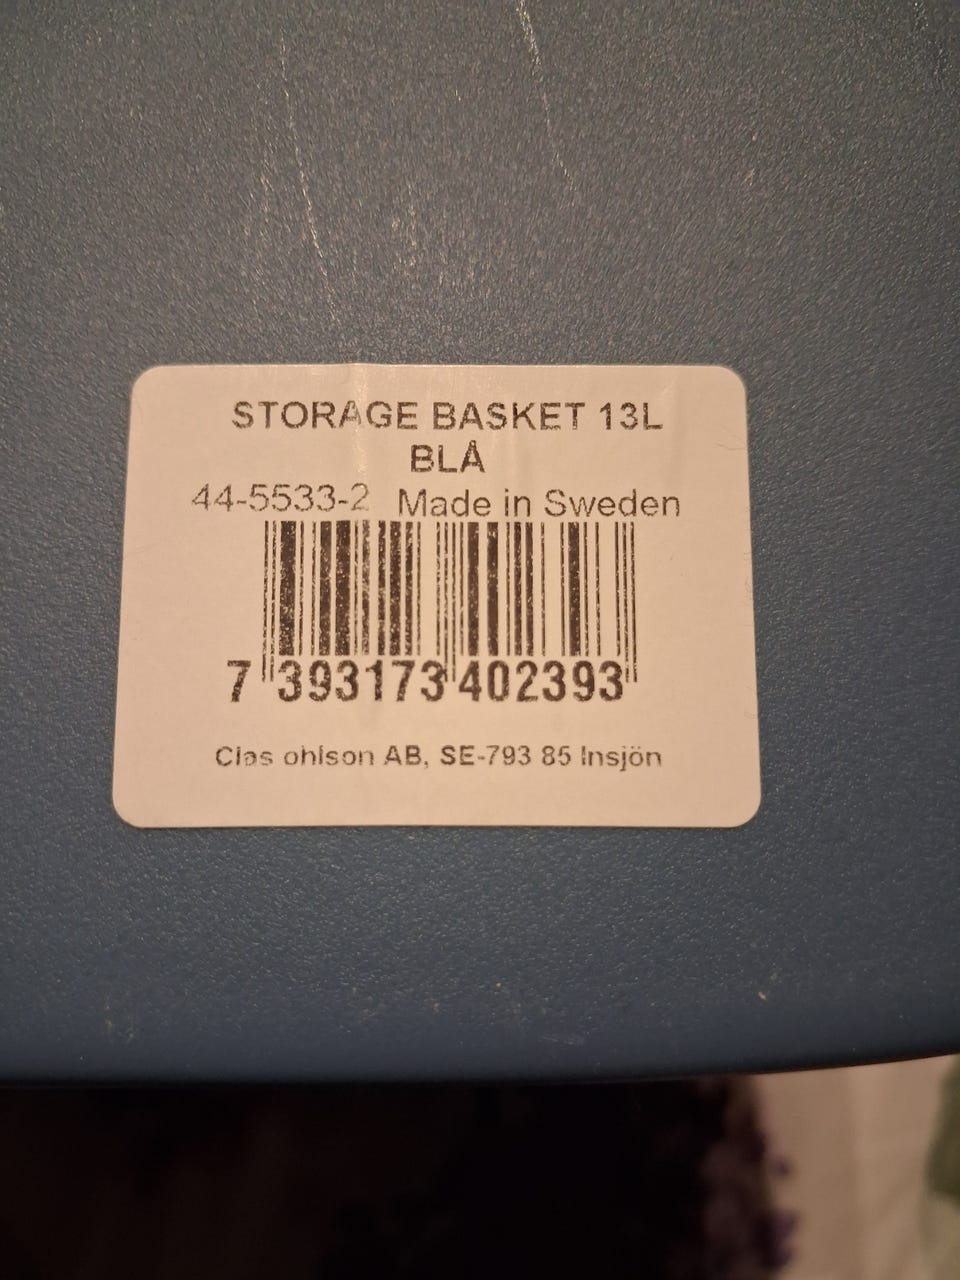 STORAGE BASKET 13L
BLÅ
44-5533-2 Made in Sweden
7 393173 402393
Clas ohlson AB, SE-793 85 Insjön